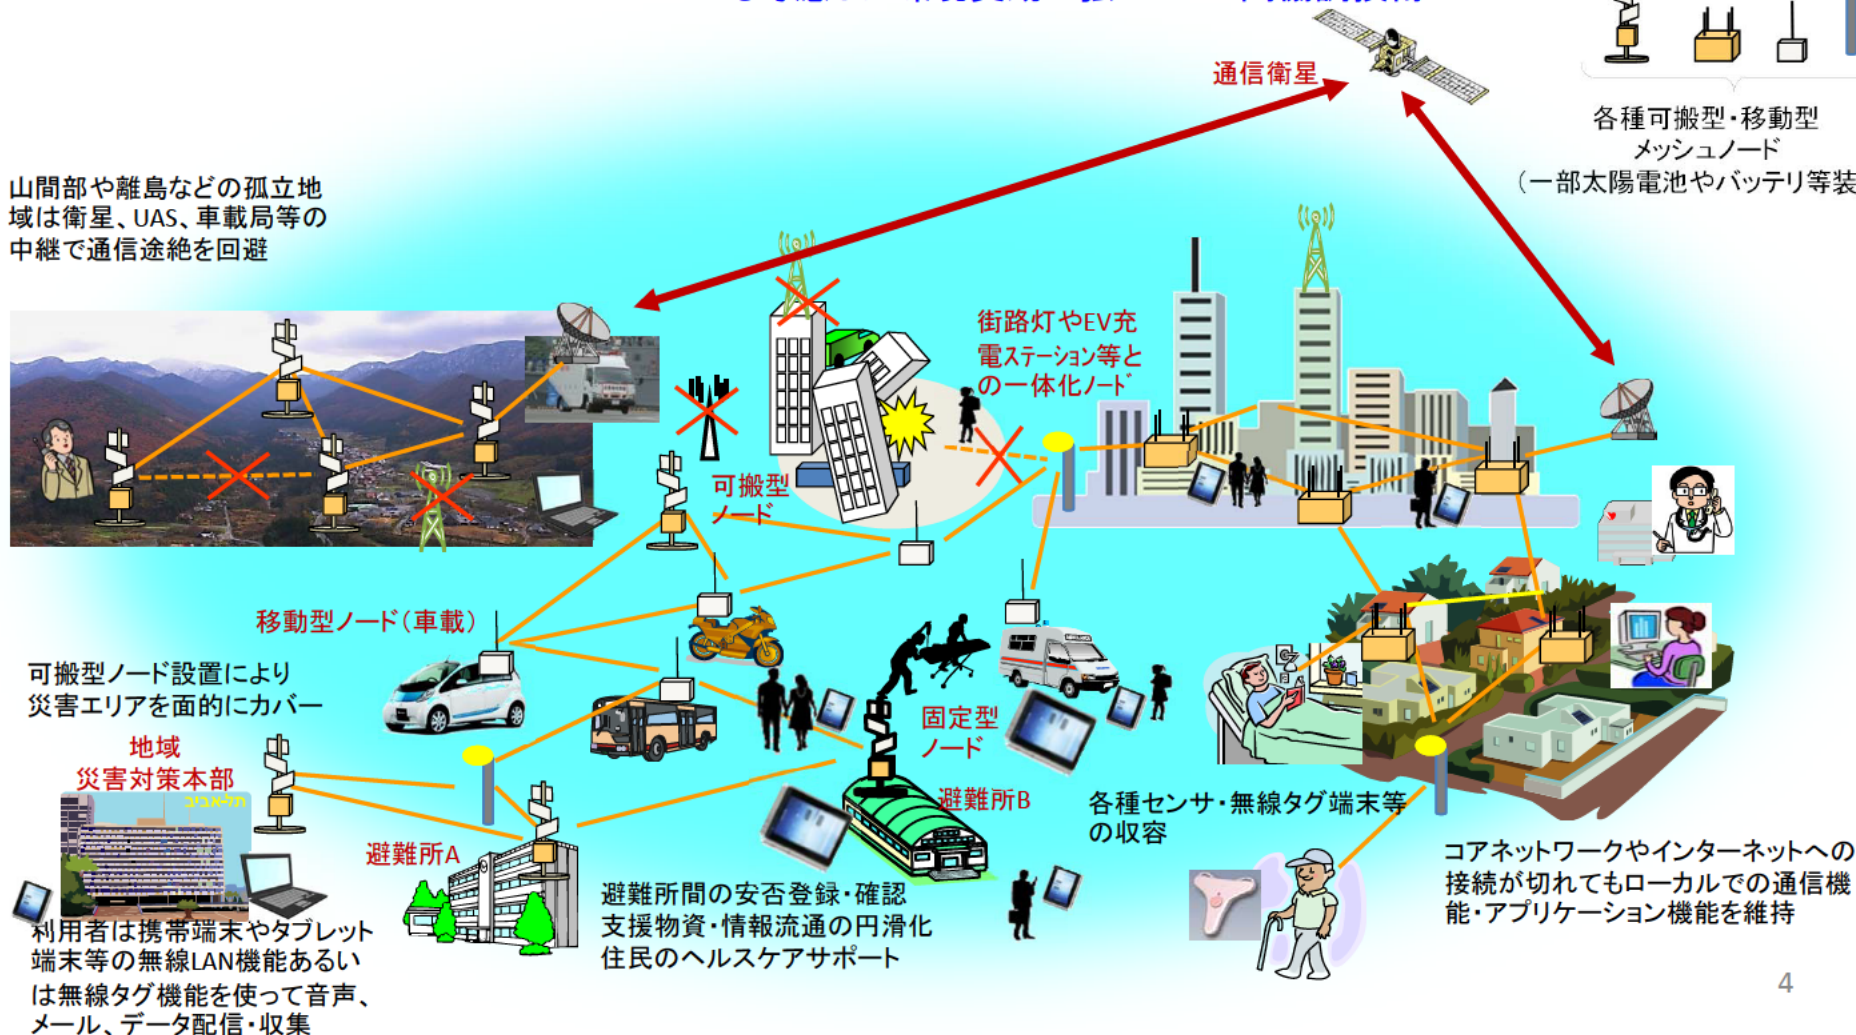 通信衛星
各種可搬型・移動型
メッシュノード
（一部太陽電池やバッテリ等装
山間部や離島などの孤立地
域は衛星、UAS、車載局等の
中継で通信途絶を回避
街路灯やEV充
電ステーション等と
の一体化ノード
可搬型
ノード
移動型ノード（車載）
可搬型ノード設置により
災害エリアを面的にカバー
地域
災害対策本部
תל-אביב
固定型
ノード
避難所B
避難所A
各種センサ・無線タグ端末等
の収容
避難所間の安否登録・確認
支援物資・情報流通の円滑化
住民のヘルスケアサポート
コアネットワークやインターネットへの
接続が切れてもローカルでの通信機
能・アプリケーション機能を維持
利用者は携帯端末やタブレット
端末等の無線LAN機能あるい
は無線タグ機能を使って音声、
メール、データ配信・収集
4